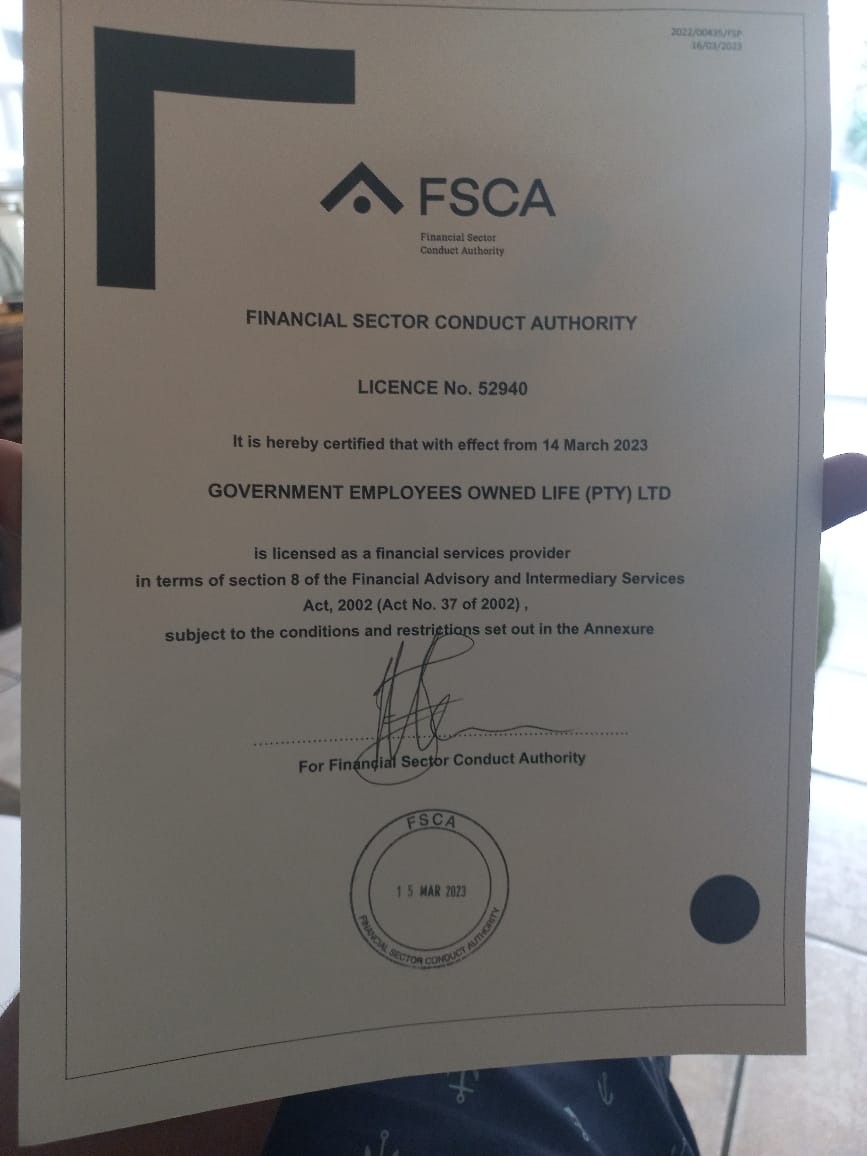 2022/00435/FSP
16/03/2023
FSCA
Financial Sector
Conduct Authority
FINANCIAL SECTOR CONDUCT AUTHORITY
LICENCE No. 52940
It is hereby certified that with effect from 14 March 2023
GOVERNMENT EMPLOYEES OWNED LIFE (PTY) LTD
is licensed as a financial services provider
in terms of section 8 of the Financial Advisory and Intermediary Services
Act, 2002 (Act No. 37 of 2002) ,
subject to the conditions and restrictions set out in the Annexure
For Financial Sector Conduct Authority
FSCA
15 MAR 2023
FINANCIAL SECTOR CONDUCT AUTHORITY